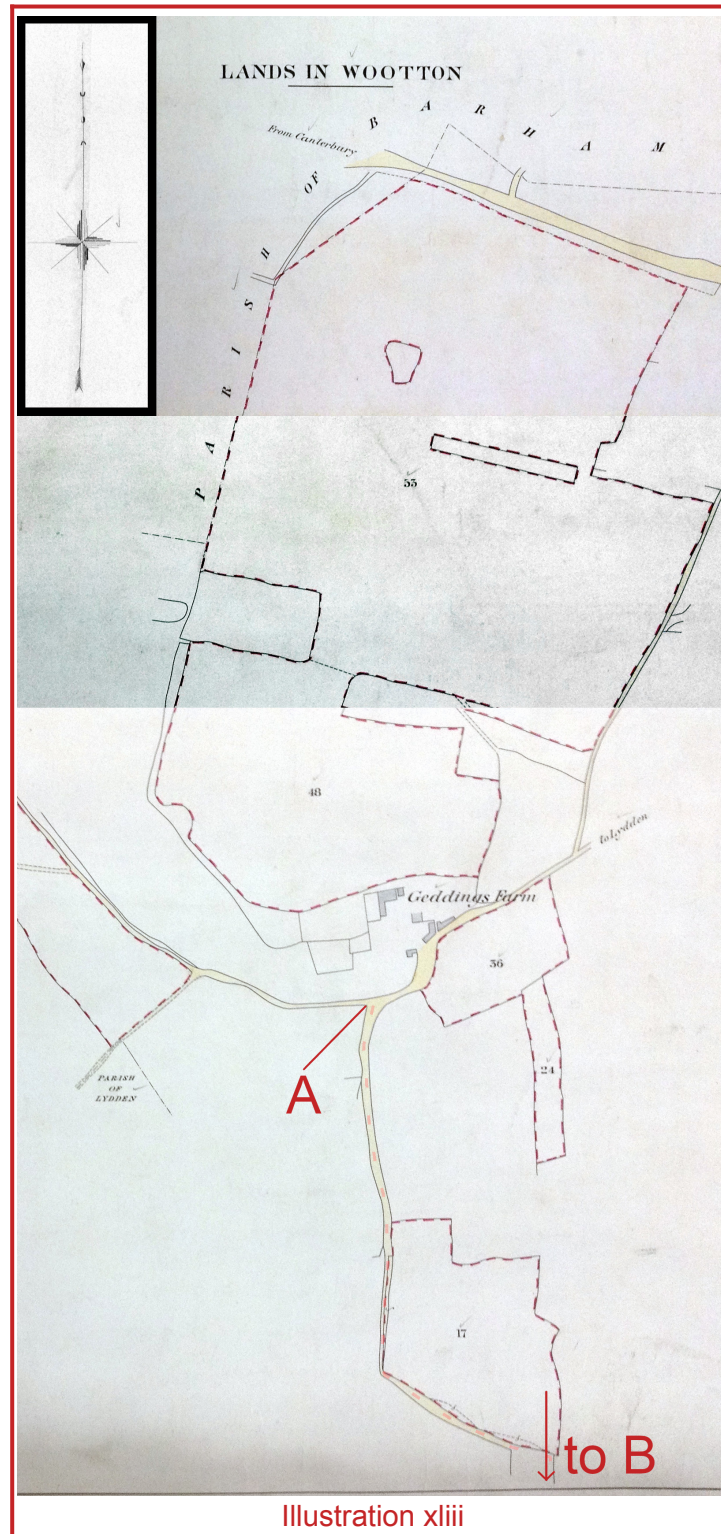 LANDS IN WOOTTON
From Canterbury
BARHAM
PARISH OF
33
48
to Lydden
Geddings Farm
36
24
PARISH
OF
LYDDEN
A
17
to B
Illustration xliii